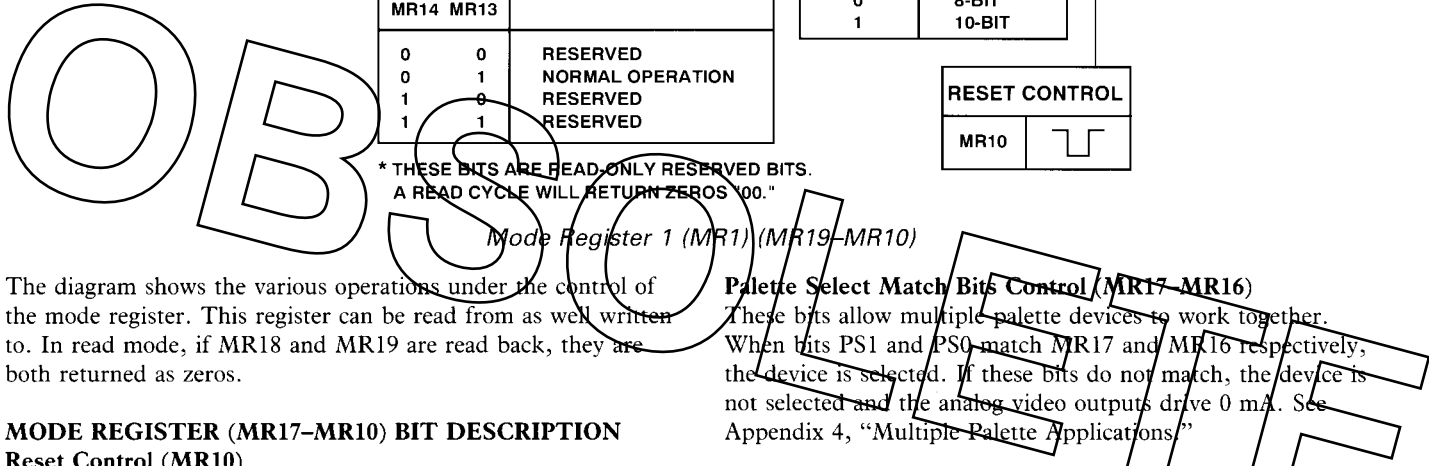 MR14 MR13
0 0 RESERVED
0 1 NORMAL OPERATION
1 0 RESERVED
1 1 RESERVED
0 8-BIT
1 10-BIT
RESET CONTROL
MR10
* THESE BITS ARE READ-ONLY RESERVED BITS.
A READ CYCLE WILL RETURN ZEROS "00."
Mode Register 1 (MR1) (MR19–MR10)
The diagram shows the various operations under the control of
the mode register. This register can be read from as well written
to. In read mode, if MR18 and MR19 are read back, they are
both returned as zeros.
MODE REGISTER (MR17–MR10) BIT DESCRIPTION
Reset Control (MR10)
Palette Select Match Bits Control (MR17–MR16)
These bits allow multiple palette devices to work together.
When bits PS1 and PS0 match MR17 and MR16 respectively,
the device is selected. If these bits do not match, the device is
not selected and the analog video outputs drive 0 mA. See
Appendix 4, “Multiple Palette Applications.”
OBSOLETE